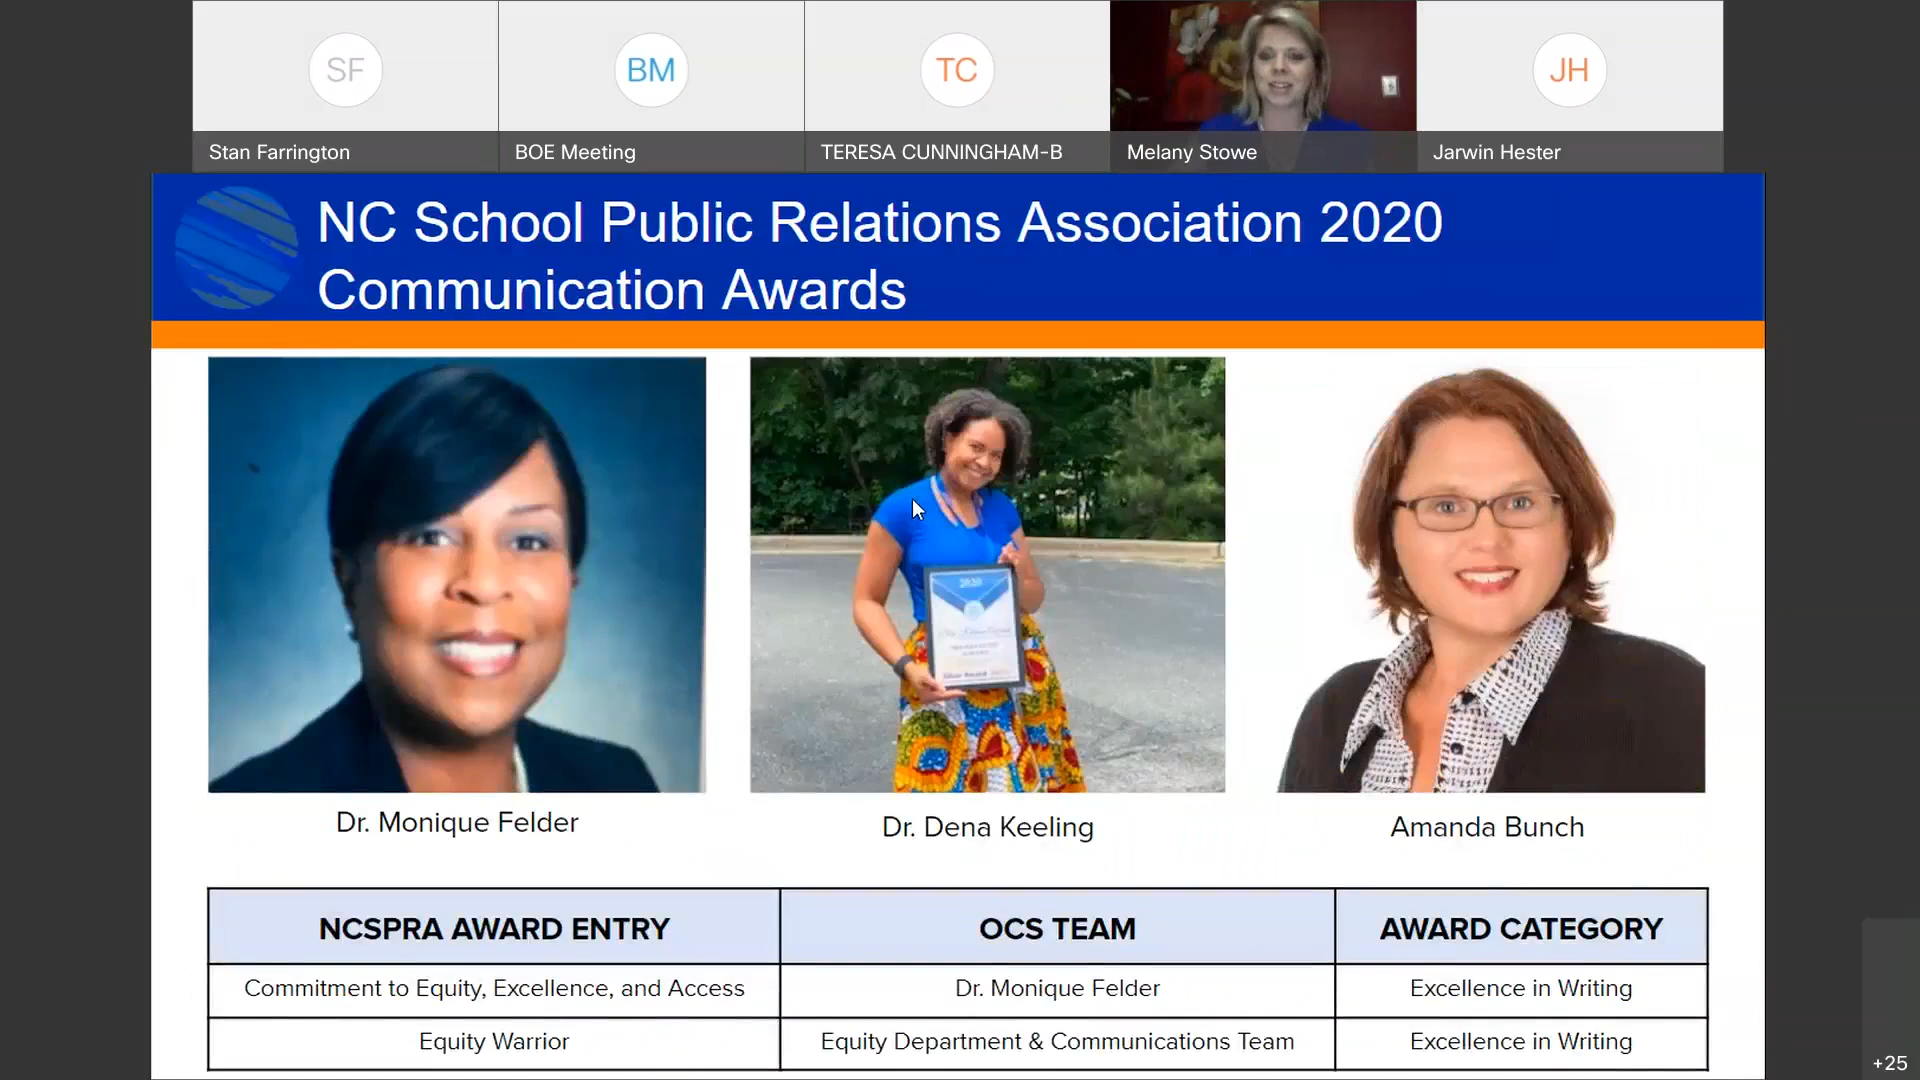 SF
BM
TC
JH
Stan Farrington
BOE Meeting
TERESA CUNNINGHAM-B
Melany Stowe
Jarwin Hester
NC School Public Relations Association 2020
Communication Awards
2020
Dr. Monique Felder
Dr. Dena Keeling
Amanda Bunch
NCSPRA AWARD ENTRY
OCS TEAM
AWARD CATEGORY
Commitment to Equity, Excellence, and Access
Dr. Monique Felder
Excellence in Writing
Equity Warrior
Equity Department & Communications Team
Excellence in Writing
+25